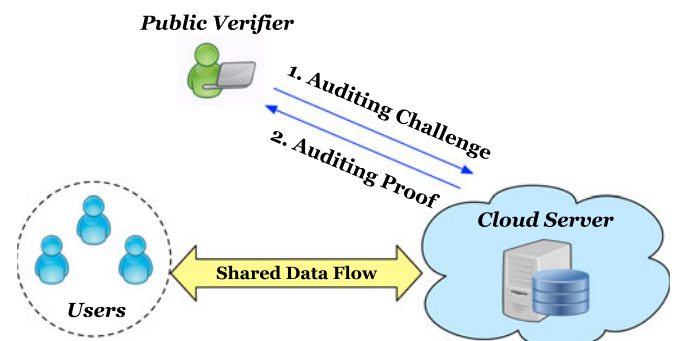 Public Verifier
1. Auditing Challenge
2. Auditing Proof
Cloud Server
Shared Data Flow
Users